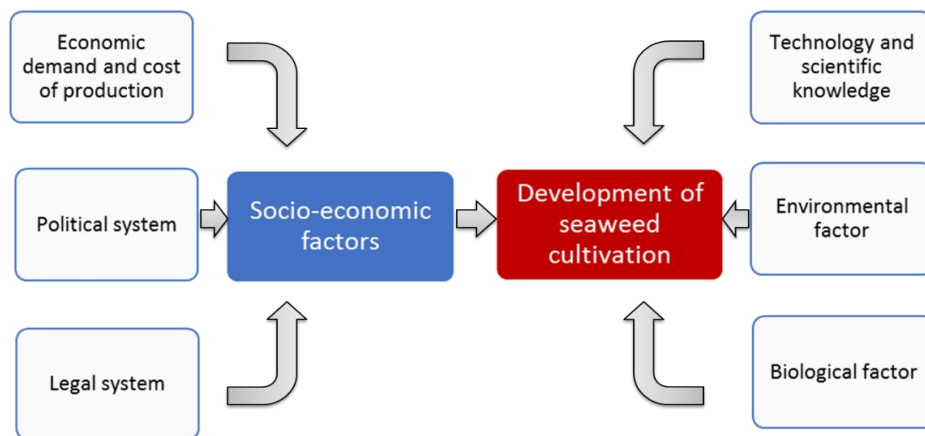 Economic
demand and cost
of production
Technology and
scientific
knowledge
Political system
Socio-economic
factors
Development of
seaweed
cultivation
Environmental
factor
Legal system
Biological factor